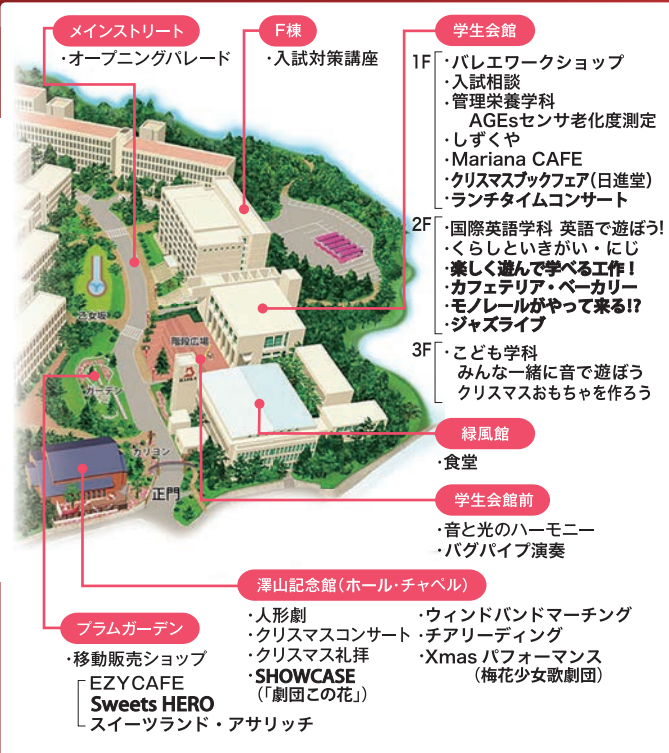 メインストリート
・オープニングパレード
F棟
・入試対策講座
学生会館
1F
・バレエワークショップ
・入試相談
・管理栄養学科
AGEsセンサ老化度測定
・しずくや
・Mariana CAFE
・クリスマスブックフェア(日進堂)
・ランチタイムコンサート
2F
・国際英語学科 英語で遊ぼう!
・くらしといきがい・にじ
・楽しく遊んで学べる工作!
・カフェテリア・ベーカリー
・モノレールがやって来る!?
・ジャズライブ
3F
・こども学科
みんな一緒に音で遊ぼう
クリスマスおもちゃを作ろう
緑風館
・食堂
学生会館前
・音と光のハーモニー
・バグパイプ演奏
階段広場
ガーデン
カリヨン
正門
澤山記念館(ホール・チャペル)
・人形劇
・クリスマスコンサート
・クリスマス礼拝
・SHOWCASE
(「劇団この花」)
・ウィンドバンドマーチング
・チアリーディング
・Xmas パフォーマンス
(梅花少女歌劇団)
プラムガーデン
・移動販売ショップ
EZYCAFE
Sweets HERO
スイーツランド・アサリッチ